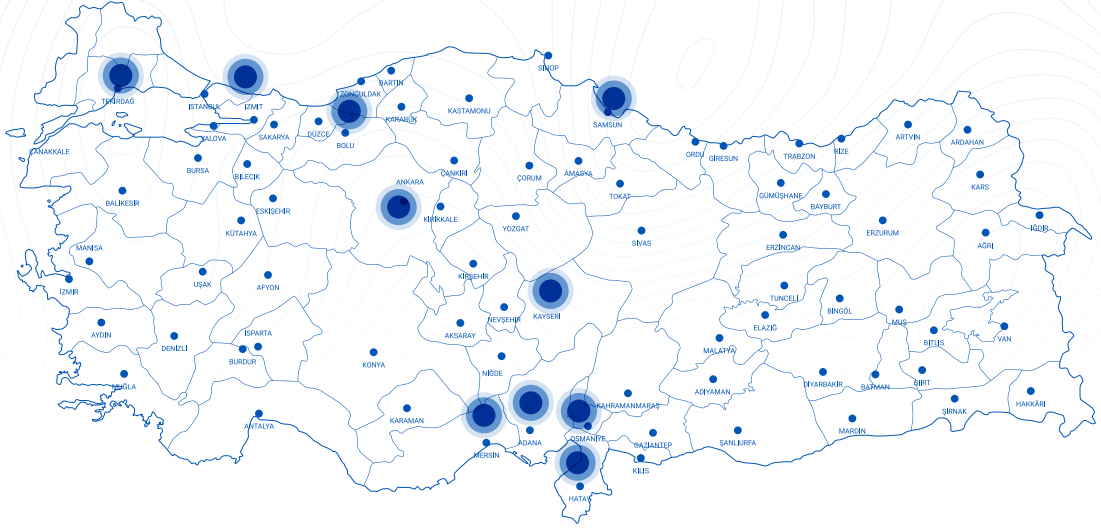 SİNOP
BARTIN
ZONGULDAK
TEKİRDAĞ
İSTANBUL
İZMİT
KARABÜK
KASTAMONU
SAMSUN
YALOVA
SAKARYA
DÜZCE
BOLU
ARTVİN
ARDAHAN
ÇANAKKALE
RİZE
ORDU
GİRESUN
TRABZON
BURSA
BİLECİK
ÇANKIRI
ÇORUM
AMASYA
ANKARA
KARS
BALIKESİR
ESKİŞEHİR
TOKAT
GÜMÜŞHANE
BAYBURT
KIRIKKALE
KÜTAHYA
YOZGAT
SİVAS
ERZURUM
IĞDIR
MANİSA
ERZİNCAN
AĞRI
KIRŞEHİR
UŞAK
AFYON
İZMİR
TUNCELİ
BİNGÖL
NEVŞEHİR
KAYSERİ
MUŞ
ELAZIĞ
AYDIN
ISPARTA
AKSARAY
BİTLİS
VAN
DENİZLİ
BURDUR
MALATYA
KONYA
NİĞDE
MUĞLA
DİYARBAKIR
BATMAN
SİİRT
ADIYAMAN
KAHRAMANMARAŞ
HAKKÂRİ
ŞIRNAK
KARAMAN
ANTALYA
MARDİN
OSMANİYE
ADANA
GAZİANTEP
ŞANLIURFA
MERSİN
KİLİS
HATAY